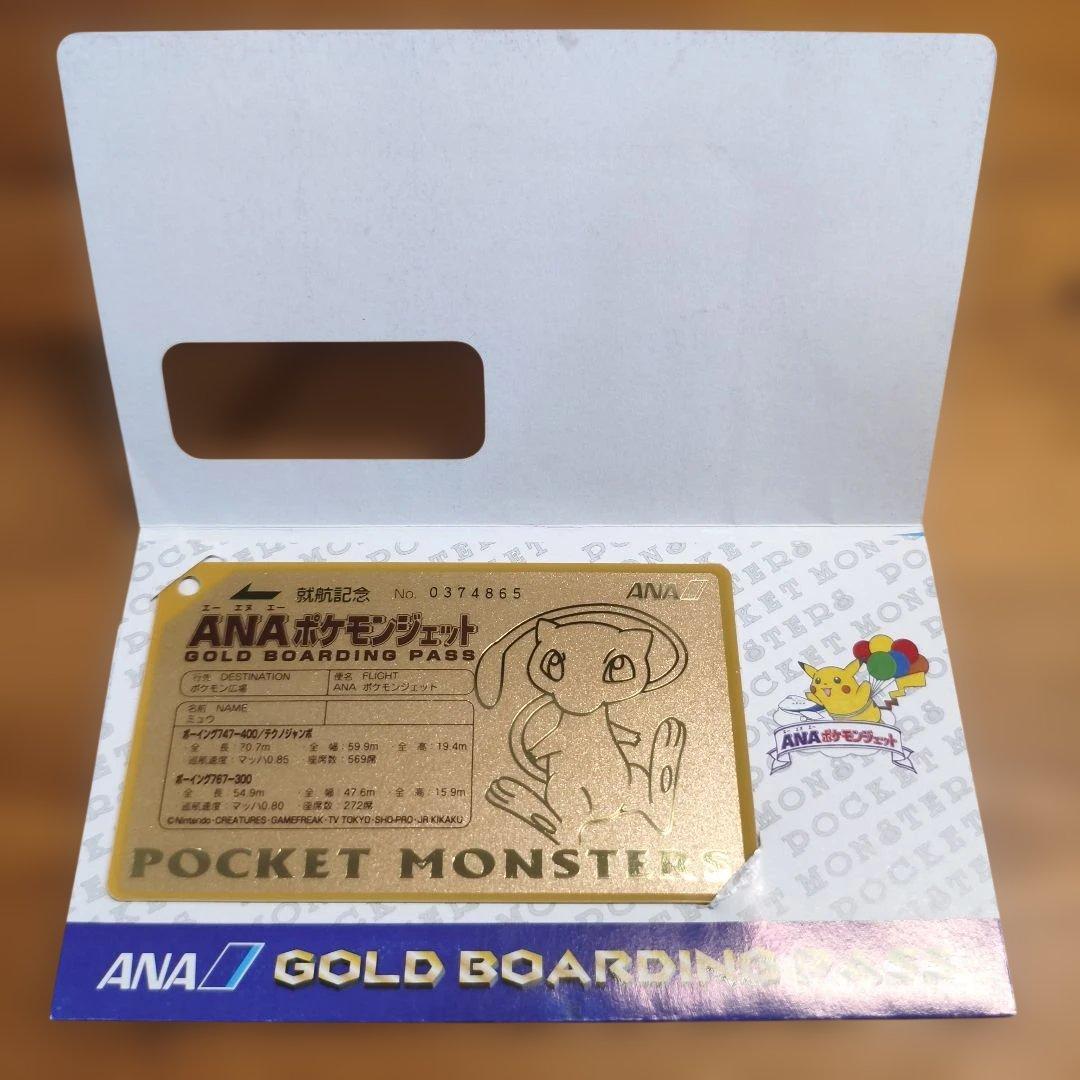 就航記念 No. 0374865 ANA
エー エヌ エー
ANAポケモンジェット
GOLD BOARDING PASS
行先 DESTINATION 便名 FLIGHT
ポケモン広場 ANA ポケモンジェット
名前 NAME
ミュウ
ボーイング747-400/テクノジャンボ
・全 長:70.7m ・全 幅:59.9m ・全 高:19.4m
・巡航速度:マッハ0.85 ・座席数:569席
ボーイング767-300
・全 長:54.9m ・全 幅:47.6m ・全 高:15.9m
・巡航速度:マッハ0.80 ・座席数:272席
©Nintendo・CREATURES・GAMEFREAK・TV TOKYO・SHO-PRO・JR KIKAKU
POCKET MONSTERS
エー エヌ エー
ANAポケモンジェット
POCKET MONSTERS
ANA GOLD BOARDING PASS